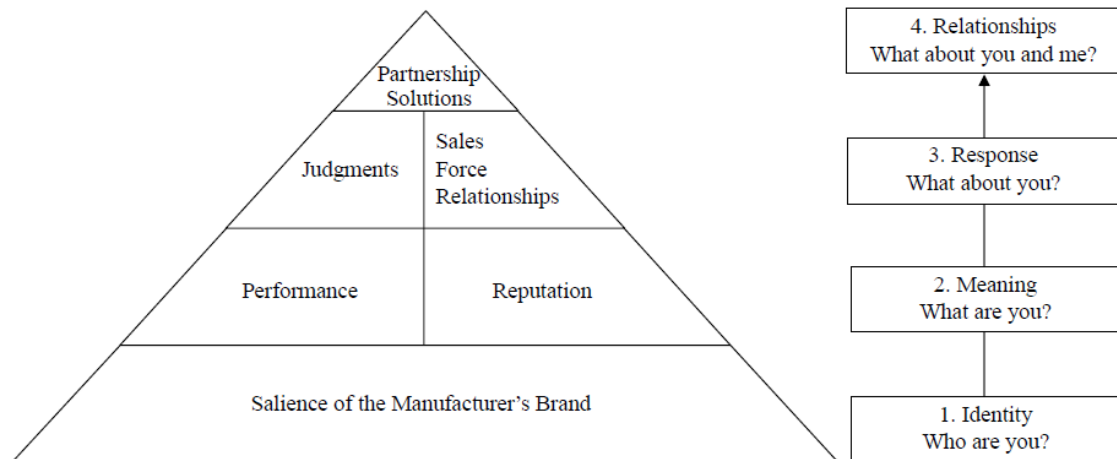 Partnership
Solutions
Judgments
Sales
Force
Relationships
Performance
Reputation
Salience of the Manufacturer’s Brand
4. Relationships
What about you and me?
3. Response
What about you?
2. Meaning
What are you?
1. Identity
Who are you?